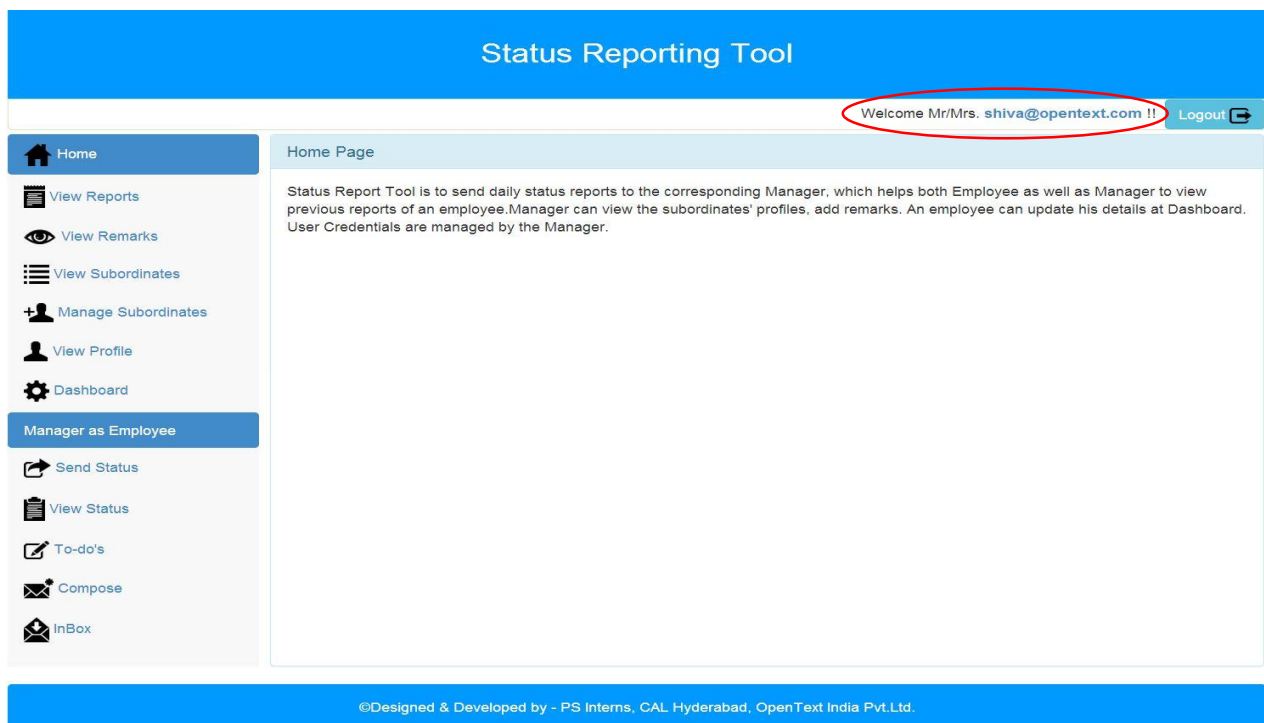 Status Reporting Tool
Welcome Mr/Mrs. shiva@opentext.com !! Logout
Home
View Reports
View Remarks
View Subordinates
Manage Subordinates
View Profile
Dashboard
Manager as Employee
Send Status
View Status
To-do's
Compose
InBox
Home Page
Status Report Tool is to send daily status reports to the corresponding Manager, which helps both Employee as well as Manager to view
previous reports of an employee.Manager can view the subordinates' profiles, add remarks. An employee can update his details at Dashboard.
User Credentials are managed by the Manager.
©Designed & Developed by - PS Interns, CAL Hyderabad, OpenText India Pvt.Ltd.